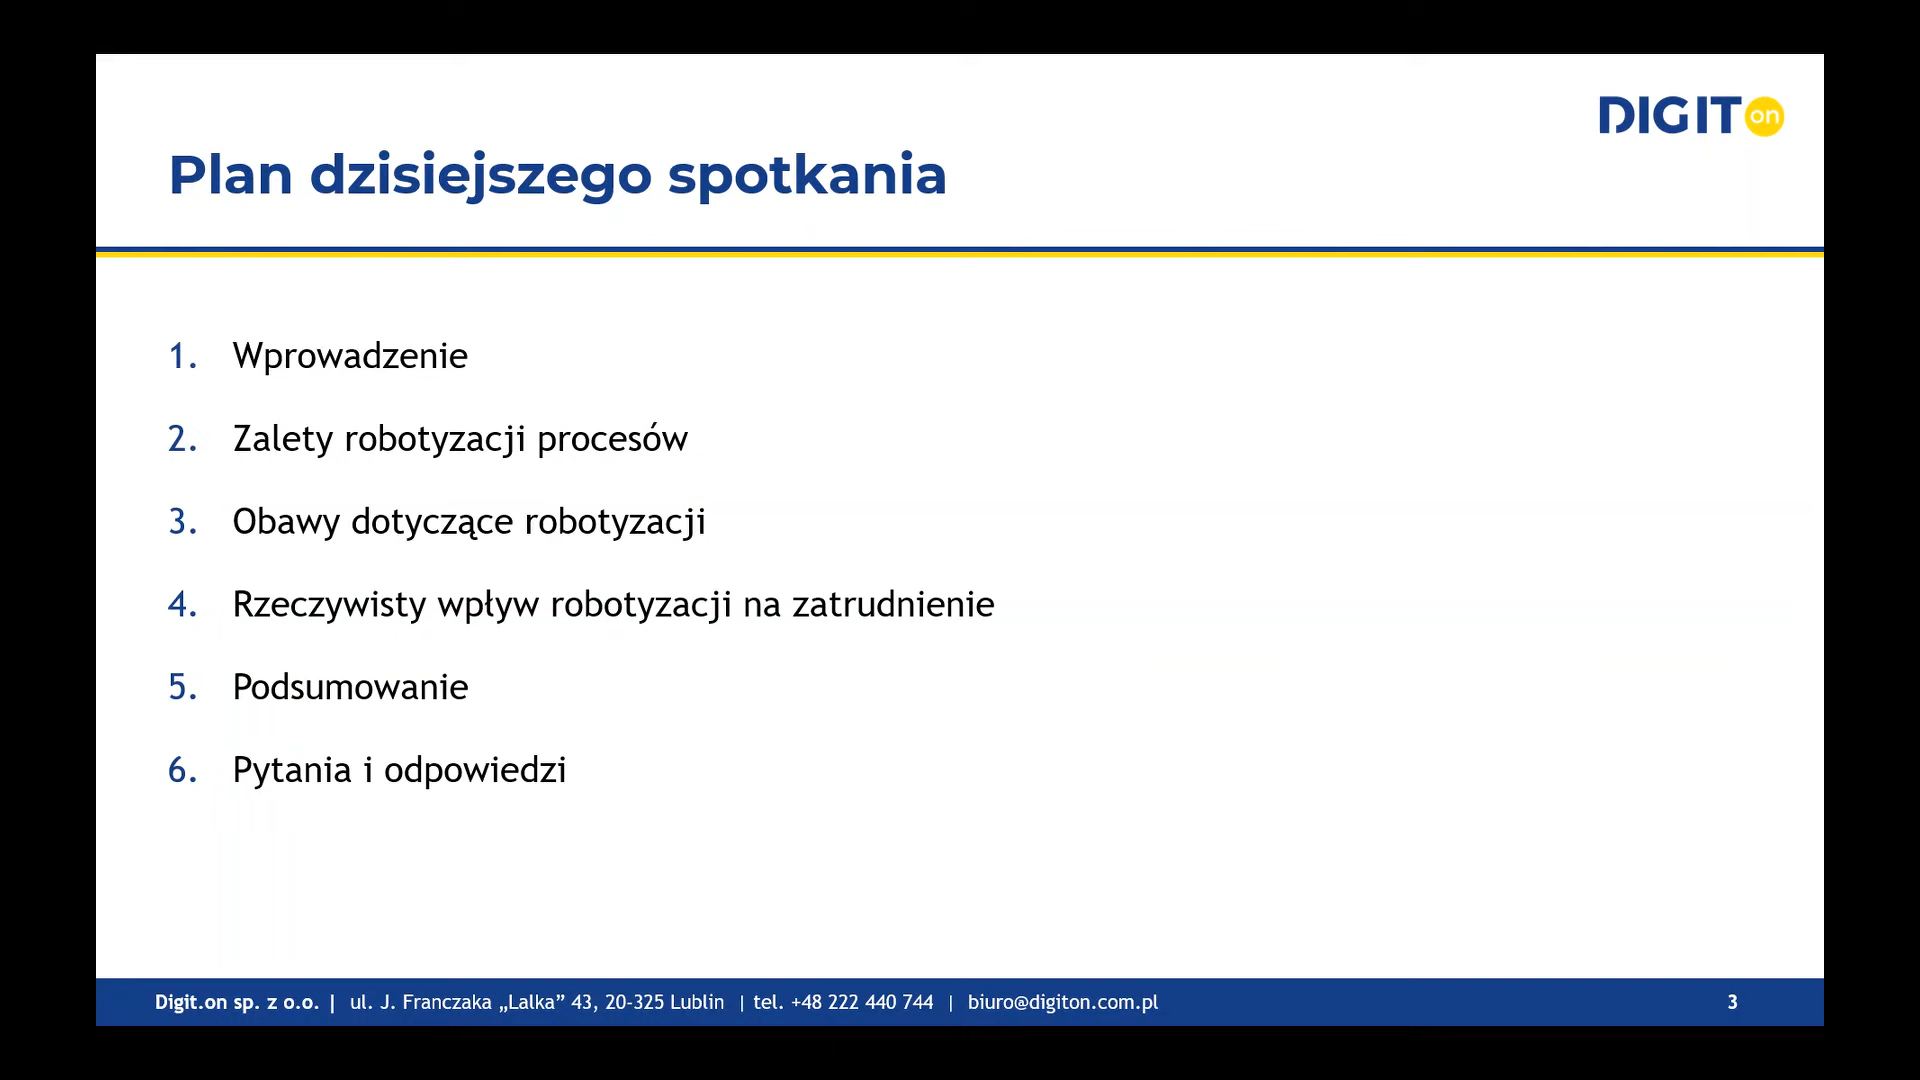 DIGITon
Plan dzisiejszego spotkania
1. Wprowadzenie
2. Zalety robotyzacji procesów
3. Obawy dotyczące robotyzacji
4. Rzeczywisty wpływ robotyzacji na zatrudnienie
5. Podsumowanie
6. Pytania i odpowiedzi
Digit.on sp. z o.o. | ul. J. Franczaka „Lalka” 43, 20-325 Lublin | tel. +48 222 440 744 | biuro@digiton.com.pl 3